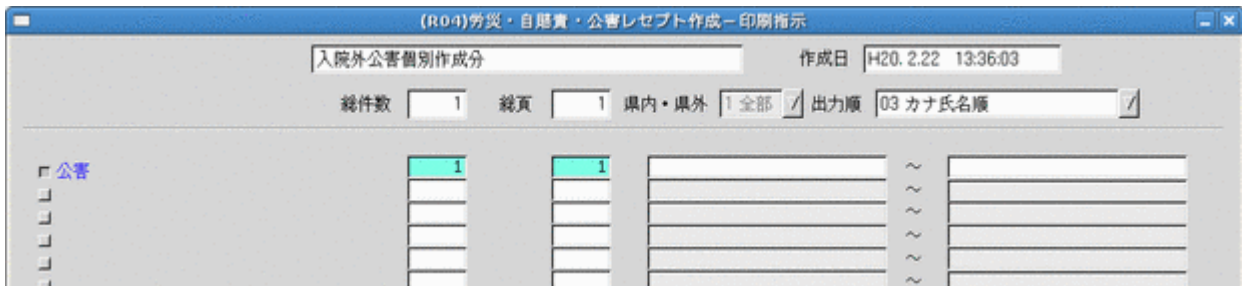 (R04)労災・自賠責・公害レセプト作成－印刷指示
入院外公害個別作成分 作成日 H20. 2.22 13:36:03
総件数 1 総頁 1 県内・県外 1 全部 出力順 03 カナ氏名順
公害 1 1 ～
～
～
～
～
～